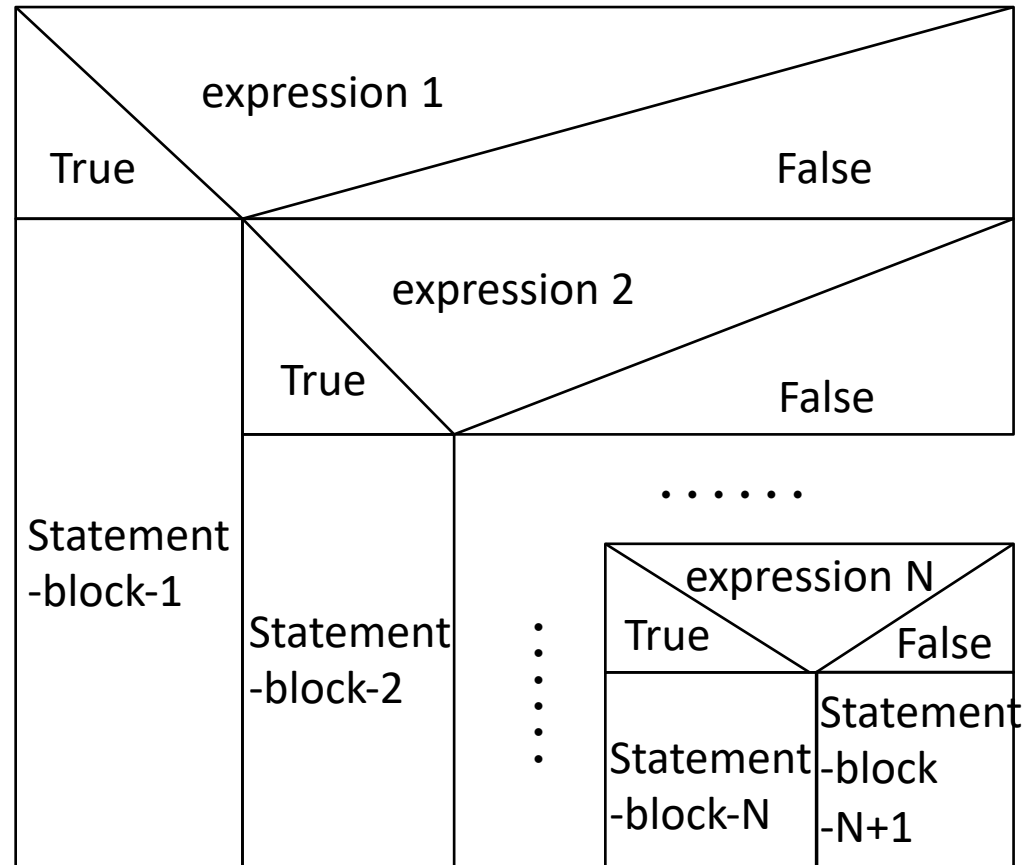 expression 1
True
False
expression 2
True
False
......
Statement
-block-1
expression N
True
False
Statement
-block-2
Statement
-block-N
Statement
-block
-N+1